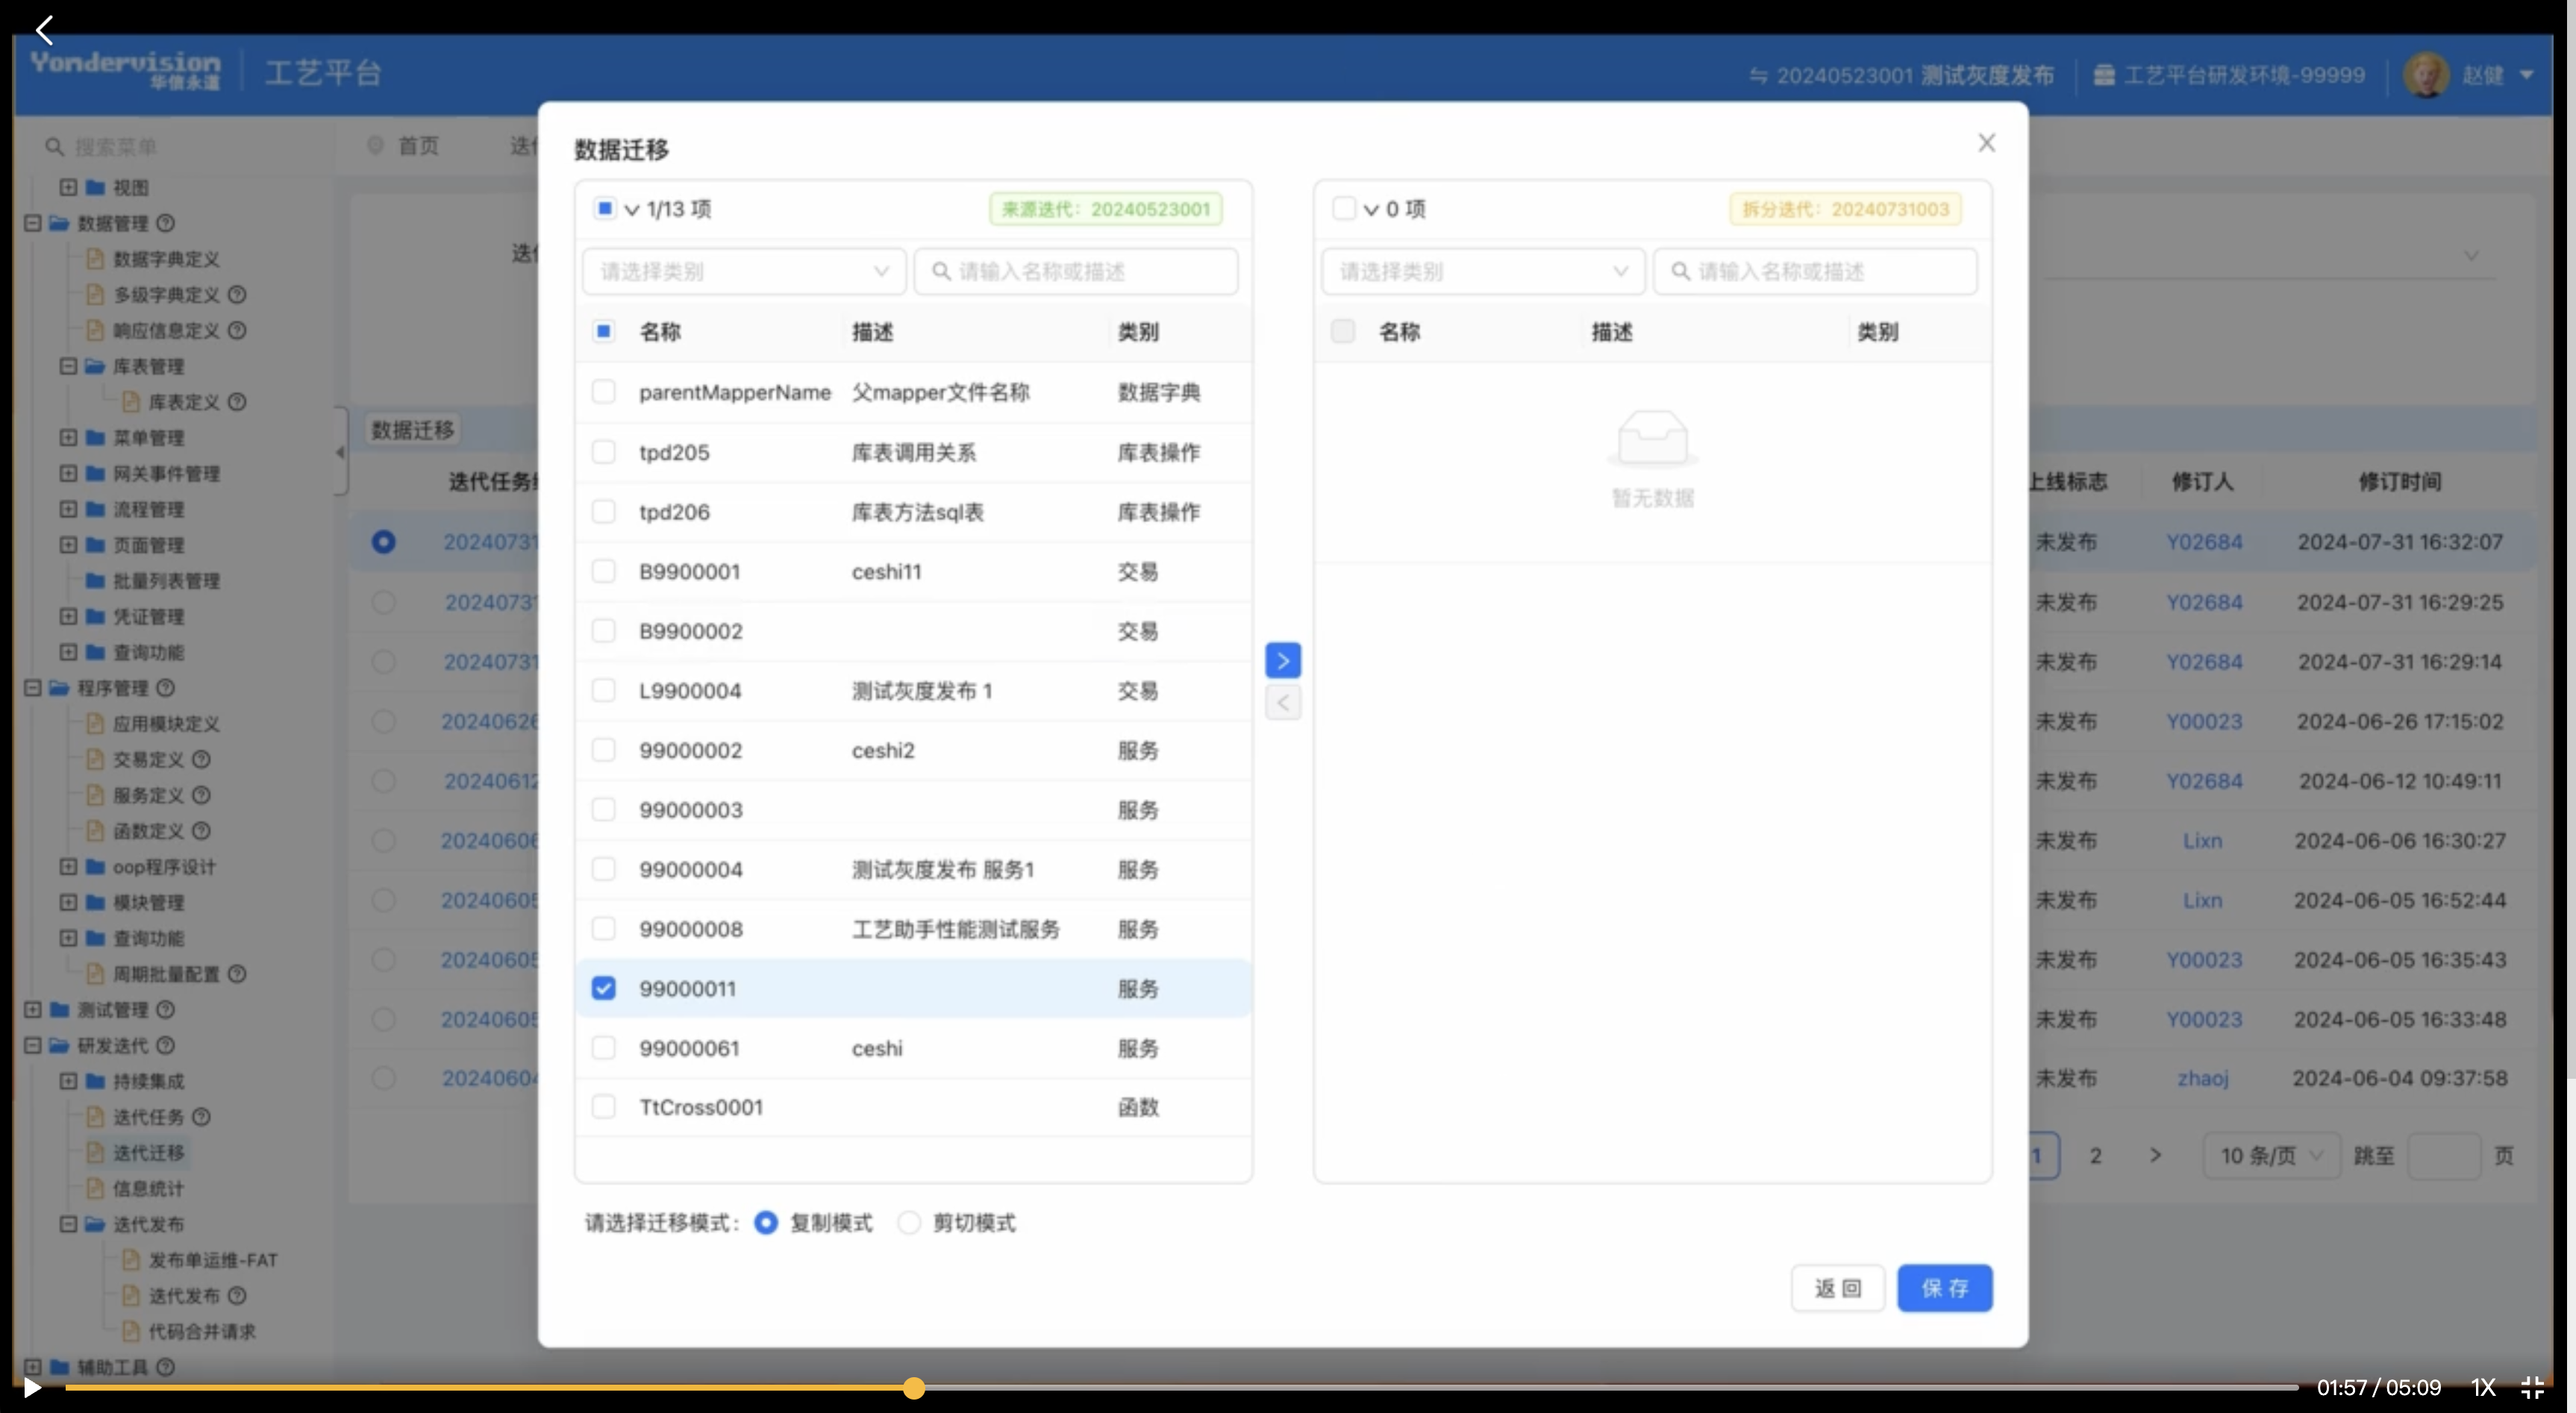 Yondervision
华信永道
工艺平台
20240523001 测试灰度发布
工艺平台研发环境-99999
赵健
搜索菜单
首页
迭
视图
数据管理
数据字典定义
多级字典定义
响应信息定义
库表管理
库表定义
菜单管理
网关事件管理
流程管理
页面管理
批量列表管理
凭证管理
查询功能
程序管理
应用模块定义
交易定义
服务定义
函数定义
oop程序设计
模块管理
查询功能
周期批量配置
测试管理
研发迭代
持续集成
迭代任务
迭代迁移
信息统计
迭代发布
发布单运维-FAT
迭代发布
代码合并请求
辅助工具
迭
数据迁移
迭代任务
20240731
2024073
20240731
20240626
20240612
20240606
20240605
20240605
20240605
2024060
数据迁移
1/13 项
来源迭代：20240523001
请选择类别
请输入名称或描述
名称 描述 类别
parentMapperName 父mapper文件名称 数据字典
tpd205 库表调用关系 库表操作
tpd206 库表方法sql表 库表操作
B9900001 ceshi11 交易
B9900002 交易
L9900004 测试灰度发布 1 交易
99000002 ceshi2 服务
99000003 服务
99000004 测试灰度发布 服务1 服务
99000008 工艺助手性能测试服务 服务
99000011 服务
99000061 ceshi 服务
TtCross0001 函数
0 项
拆分迭代：20240731003
请选择类别
请输入名称或描述
名称 描述 类别
暂无数据
请选择迁移模式： 复制模式 剪切模式
返 回
保 存
上线标志 修订人 修订时间
未发布 Y02684 2024-07-31 16:32:07
未发布 Y02684 2024-07-31 16:29:25
未发布 Y02684 2024-07-31 16:29:14
未发布 Y00023 2024-06-26 17:15:02
未发布 Y02684 2024-06-12 10:49:11
未发布 Lixn 2024-06-06 16:30:27
未发布 Lixn 2024-06-05 16:52:44
未发布 Y00023 2024-06-05 16:35:43
未发布 Y00023 2024-06-05 16:33:48
未发布 zhaoj 2024-06-04 09:37:58
1 2 > 10 条/页 跳至 页
01:57 / 05:09 1X